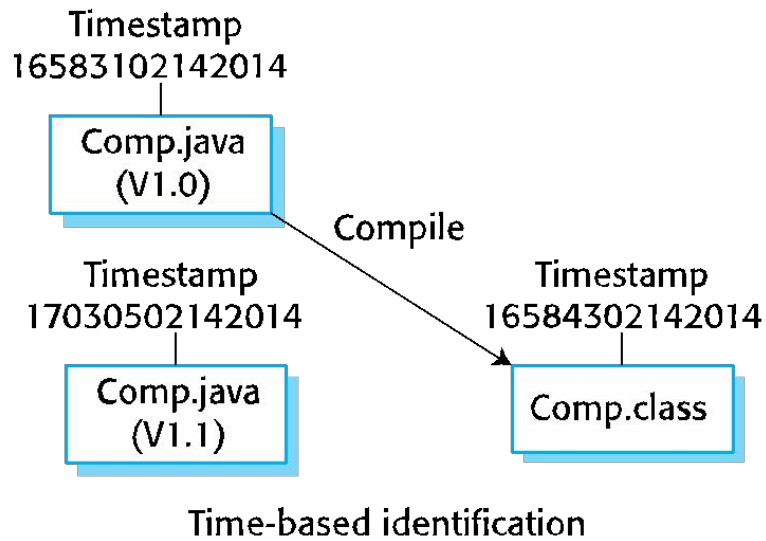 Timestamp
16583102142014
Comp.java
(V1.0)
Compile
Timestamp
17030502142014
Comp.java
(V1.1)
Timestamp
16584302142014
Comp.class
Time-based identification